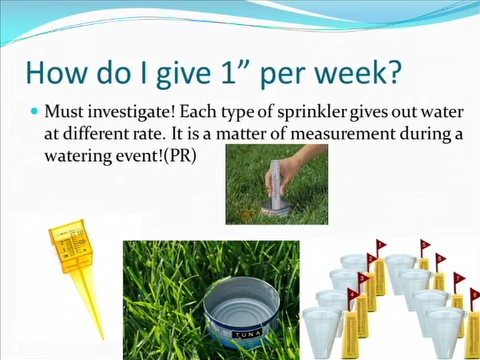 How do I give 1” per week?
Must investigate! Each type of sprinkler gives out water
at different rate. It is a matter of measurement during a
watering event!(PR)
TUNA